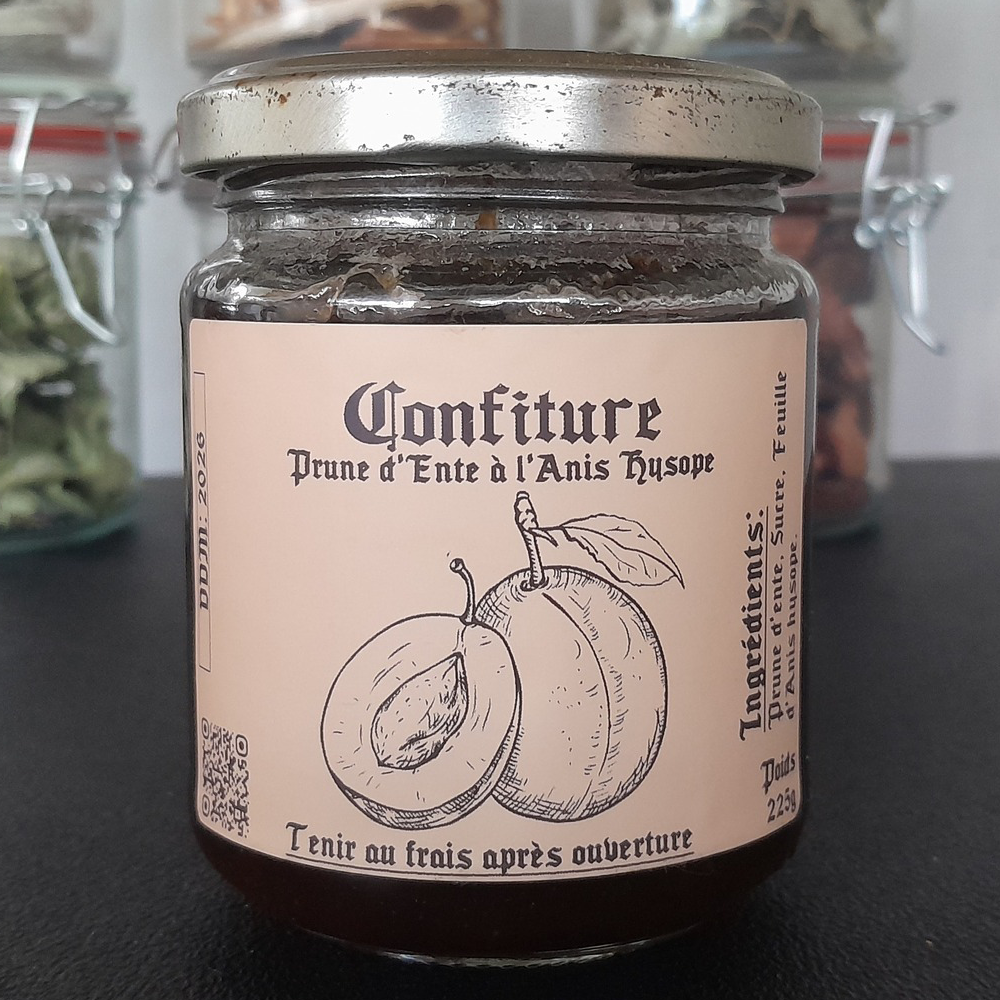 Confiture
Prune d'Ente à l'Anis Hysope
DDM: 2026
Ingrédients:
Prune d'ente, Sucre, Feuille
d'Anis hysope.
Poids
225g
Tenir au frais après ouverture